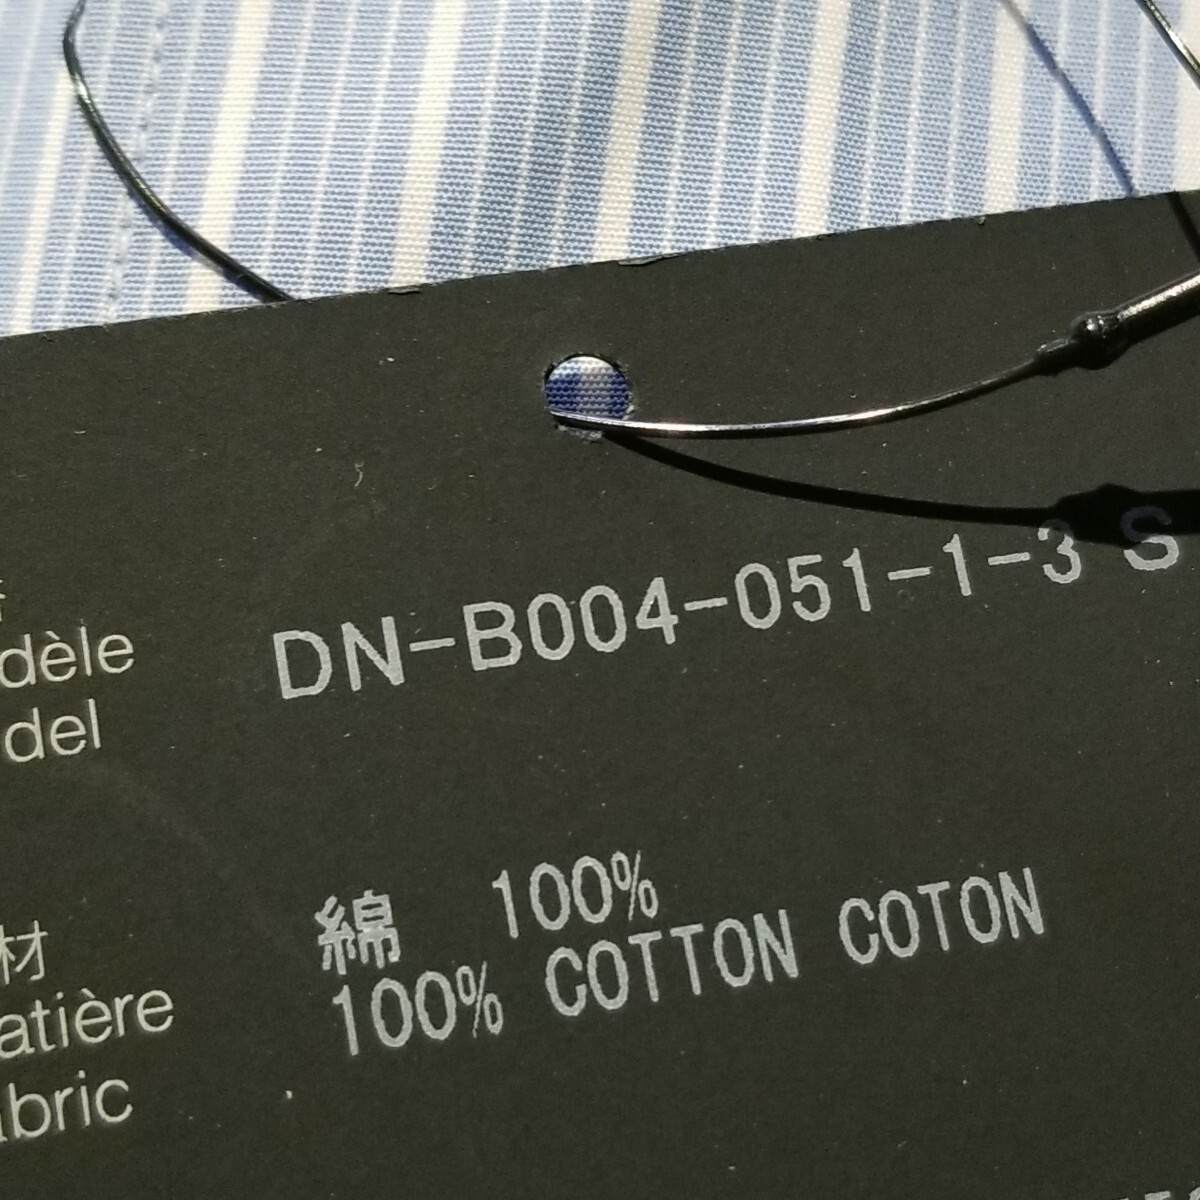 dèle
del
DN-B004-051-1-3 S
材
atière
abric
綿 100%
100% COTTON COTON